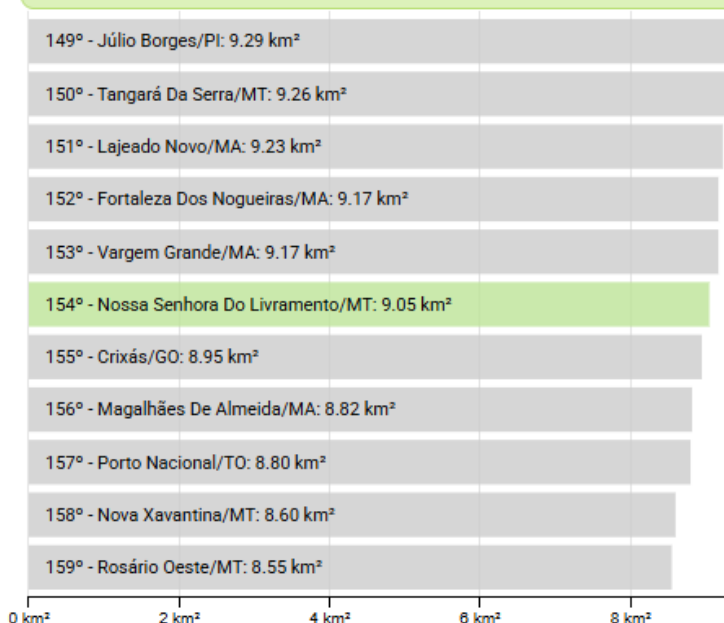 149º - Júlio Borges/PI: 9.29 km²
150º - Tangará Da Serra/MT: 9.26 km²
151º - Lajeado Novo/MA: 9.23 km²
152º - Fortaleza Dos Nogueiras/MA: 9.17 km²
153º - Vargem Grande/MA: 9.17 km²
154º - Nossa Senhora Do Livramento/MT: 9.05 km²
155º - Crixás/GO: 8.95 km²
156º - Magalhães De Almeida/MA: 8.82 km²
157º - Porto Nacional/TO: 8.80 km²
158º - Nova Xavantina/MT: 8.60 km²
159º - Rosário Oeste/MT: 8.55 km²
0 km² 2 km² 4 km² 6 km² 8 km²